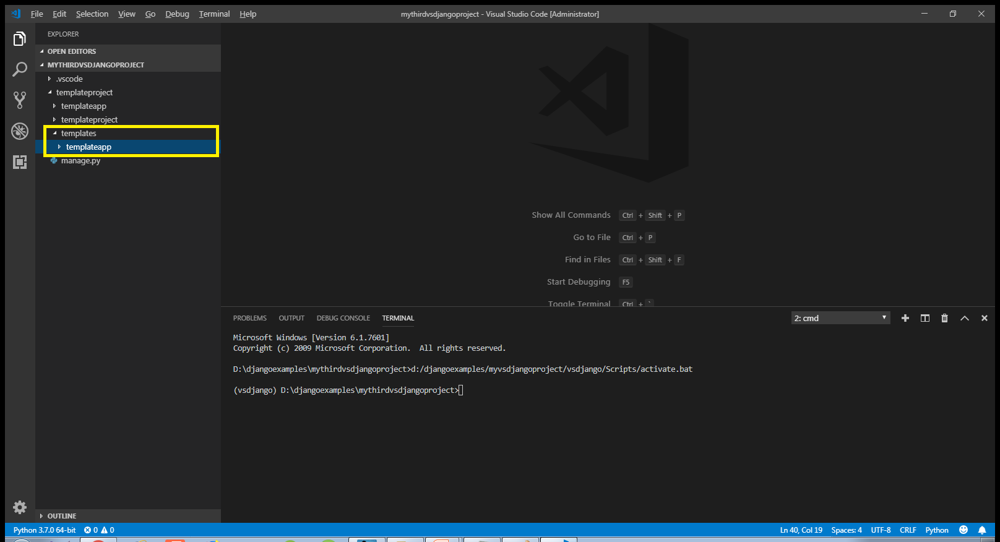 File Edit Selection View Go Debug Terminal Help
mythirdvsdjangoproject - Visual Studio Code [Administrator]
EXPLORER
OPEN EDITORS
MYTHIRDVSDJANGOPROJECT
.vscode
templateproject
templateapp
templateproject
templates
templateapp
manage.py
OUTLINE
Show All Commands Ctrl + Shift + P
Go to File Ctrl + P
Find in Files Ctrl + Shift + F
Start Debugging F5
Toggle Terminal Ctrl + `
PROBLEMS OUTPUT DEBUG CONSOLE TERMINAL
2: cmd
Microsoft Windows [Version 6.1.7601]
Copyright (c) 2009 Microsoft Corporation.  All rights reserved.
D:\djangoexamples\mythirdvsdjangoproject>d:/djangoexamples/myvsdjangoproject/vsdjango/Scripts/activate.bat
(vsdjango) D:\djangoexamples\mythirdvsdjangoproject>
Python 3.7.0 64-bit 0 0
Ln 40, Col 19 Spaces: 4 UTF-8 CRLF Python